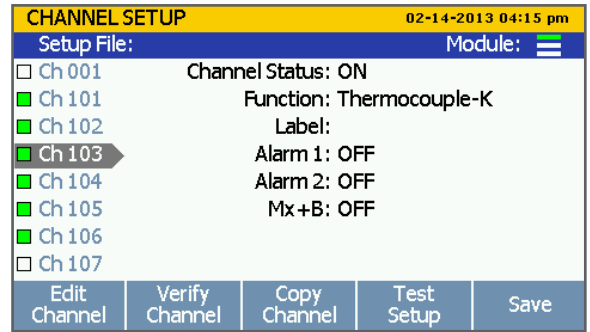 CHANNEL SETUP 02-14-2013 04:15 pm
Setup File: Module:
Ch 001 Channel Status: ON
Ch 101 Function: Thermocouple-K
Ch 102 Label:
Ch 103 Alarm 1: OFF
Ch 104 Alarm 2: OFF
Ch 105 Mx+B: OFF
Ch 106
Ch 107
Edit Channel Verify Channel Copy Channel Test Setup Save